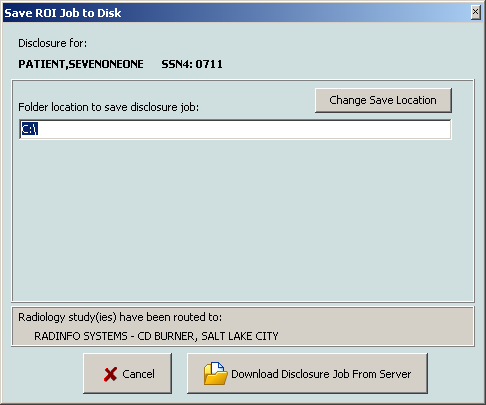 Save ROI Job to Disk
Disclosure for:
PATIENT,SEVENONEONE SSN4: 0711
Folder location to save disclosure job:
Change Save Location
C:\
Radiology study(ies) have been routed to:
RADINFO SYSTEMS - CD BURNER, SALT LAKE CITY
Cancel
Download Disclosure Job From Server